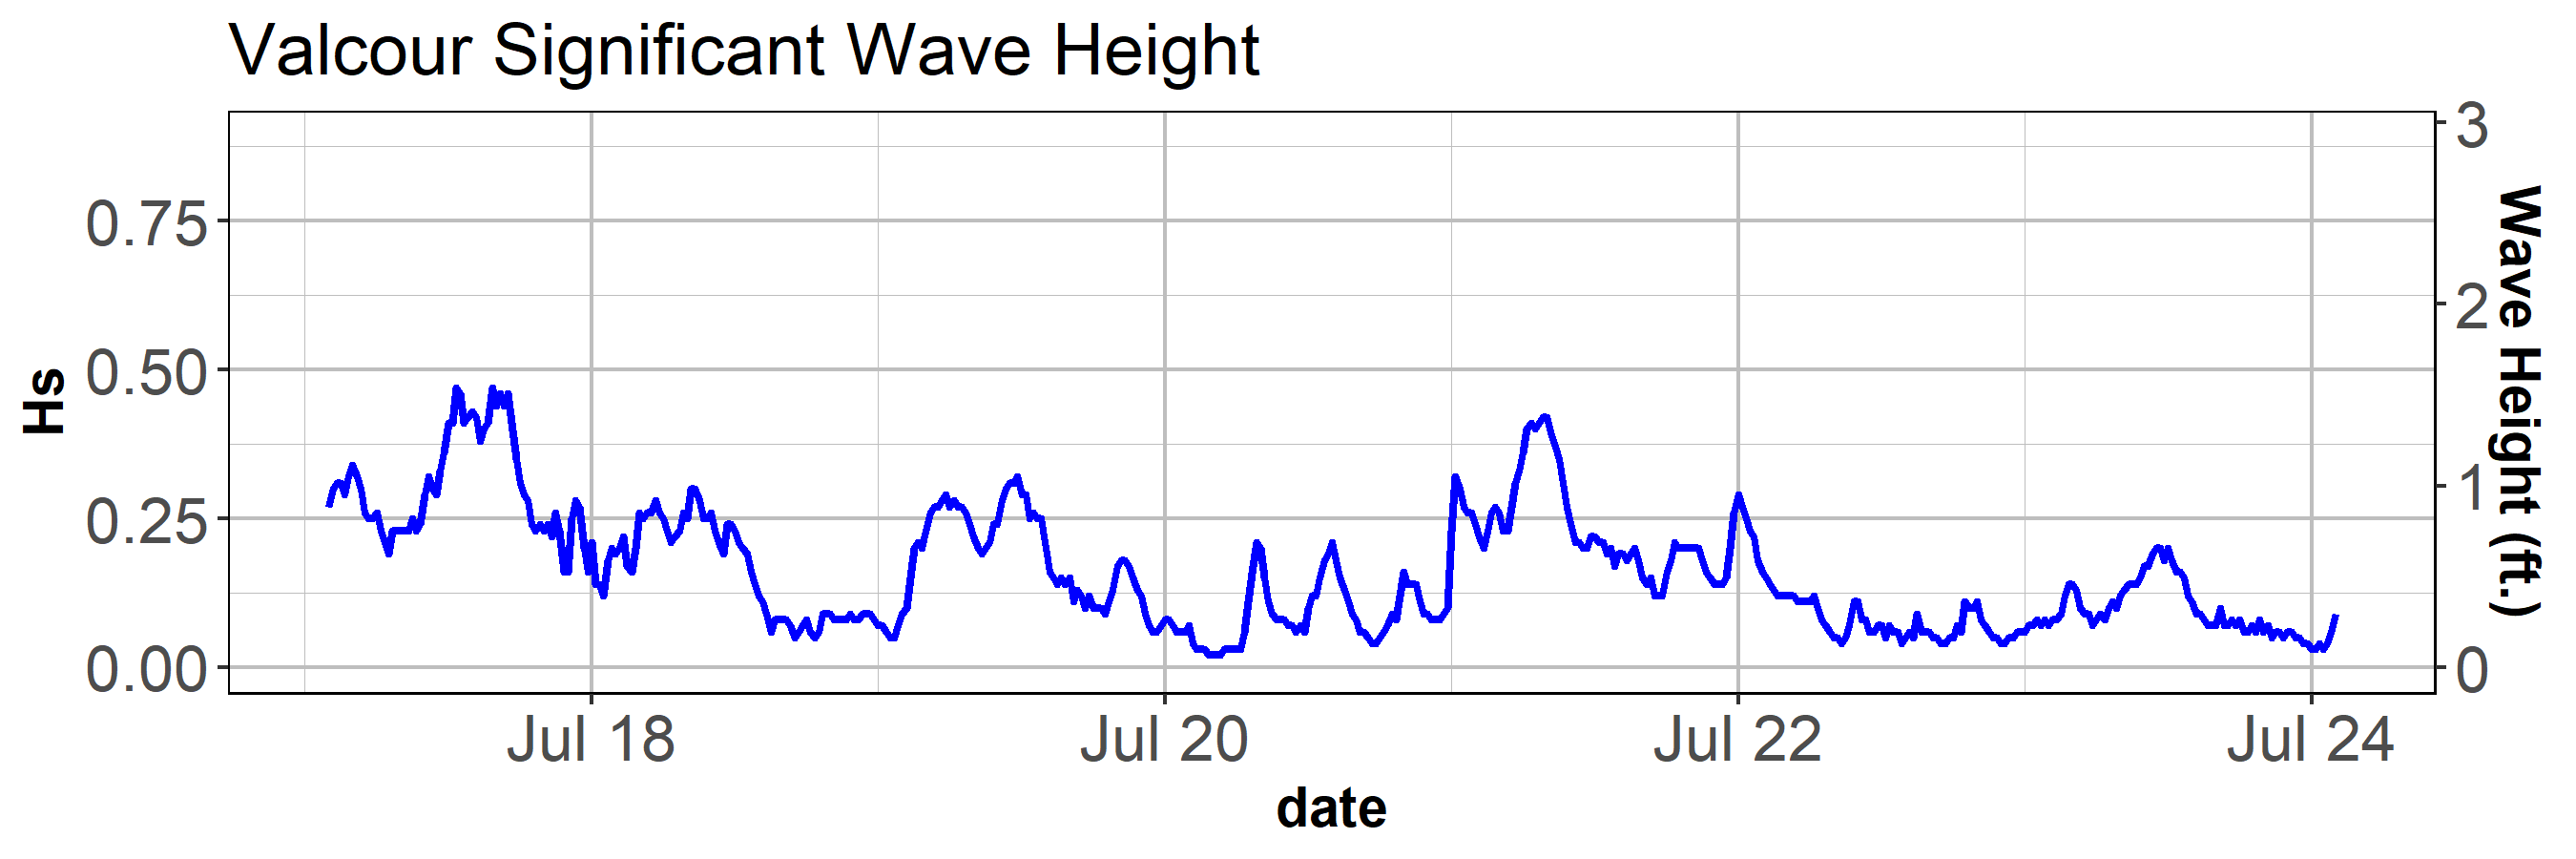 Valcour Significant Wave Height
Hs
0.75
0.50
0.25
0.00
3
2
1
0
Wave Height (ft.)
Jul 18 Jul 20 Jul 22 Jul 24
date